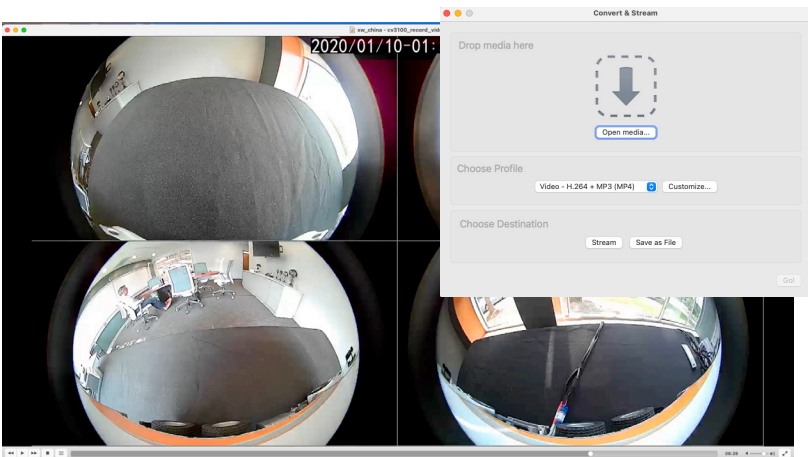 Convert & Stream
xw_china - cv3100_record_vid
2020/01/10-01:
Drop media here
Open media...
Choose Profile
Video - H.264 + MP3 (MP4)
Customize...
Choose Destination
Stream
Save as File
Go!